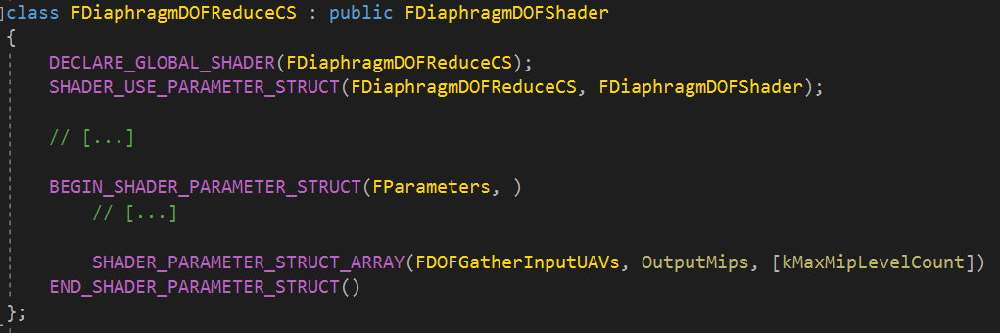 class FDiaphragmDOFReduceCS : public FDiaphragmDOFShader
{
    DECLARE_GLOBAL_SHADER(FDiaphragmDOFReduceCS);
    SHADER_USE_PARAMETER_STRUCT(FDiaphragmDOFReduceCS, FDiaphragmDOFShader);
    // [...]
    BEGIN_SHADER_PARAMETER_STRUCT(FParameters, )
        // [...]
        SHADER_PARAMETER_STRUCT_ARRAY(FDOFGatherInputUAVs, OutputMips, [kMaxMipLevelCount])
    END_SHADER_PARAMETER_STRUCT()
};